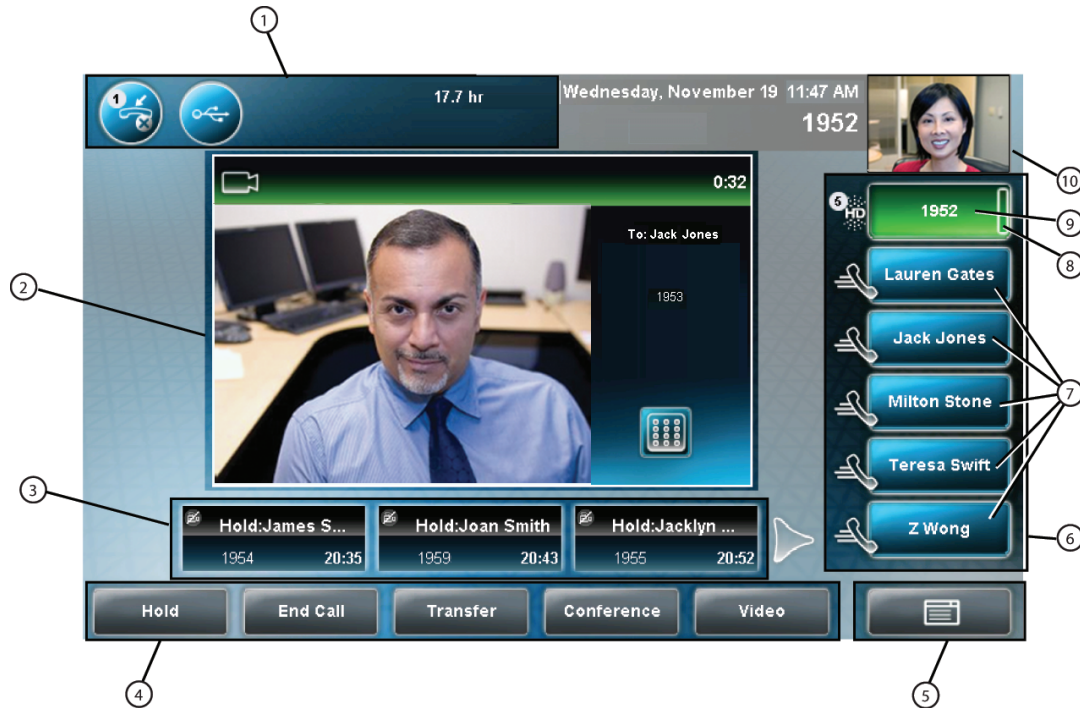 1
1
17.7 hr
Wednesday, November 19 11:47 AM
1952
10
0:32
5
HD
1952
9
8
To: Jack Jones
1953
2
Lauren Gates
Jack Jones
Milton Stone
7
Teresa Swift
Z Wong
6
3
Hold:James S...
1954 20:35
Hold:Joan Smith
1959 20:43
Hold:Jacklyn ...
1955 20:52
Hold
End Call
Transfer
Conference
Video
4
5